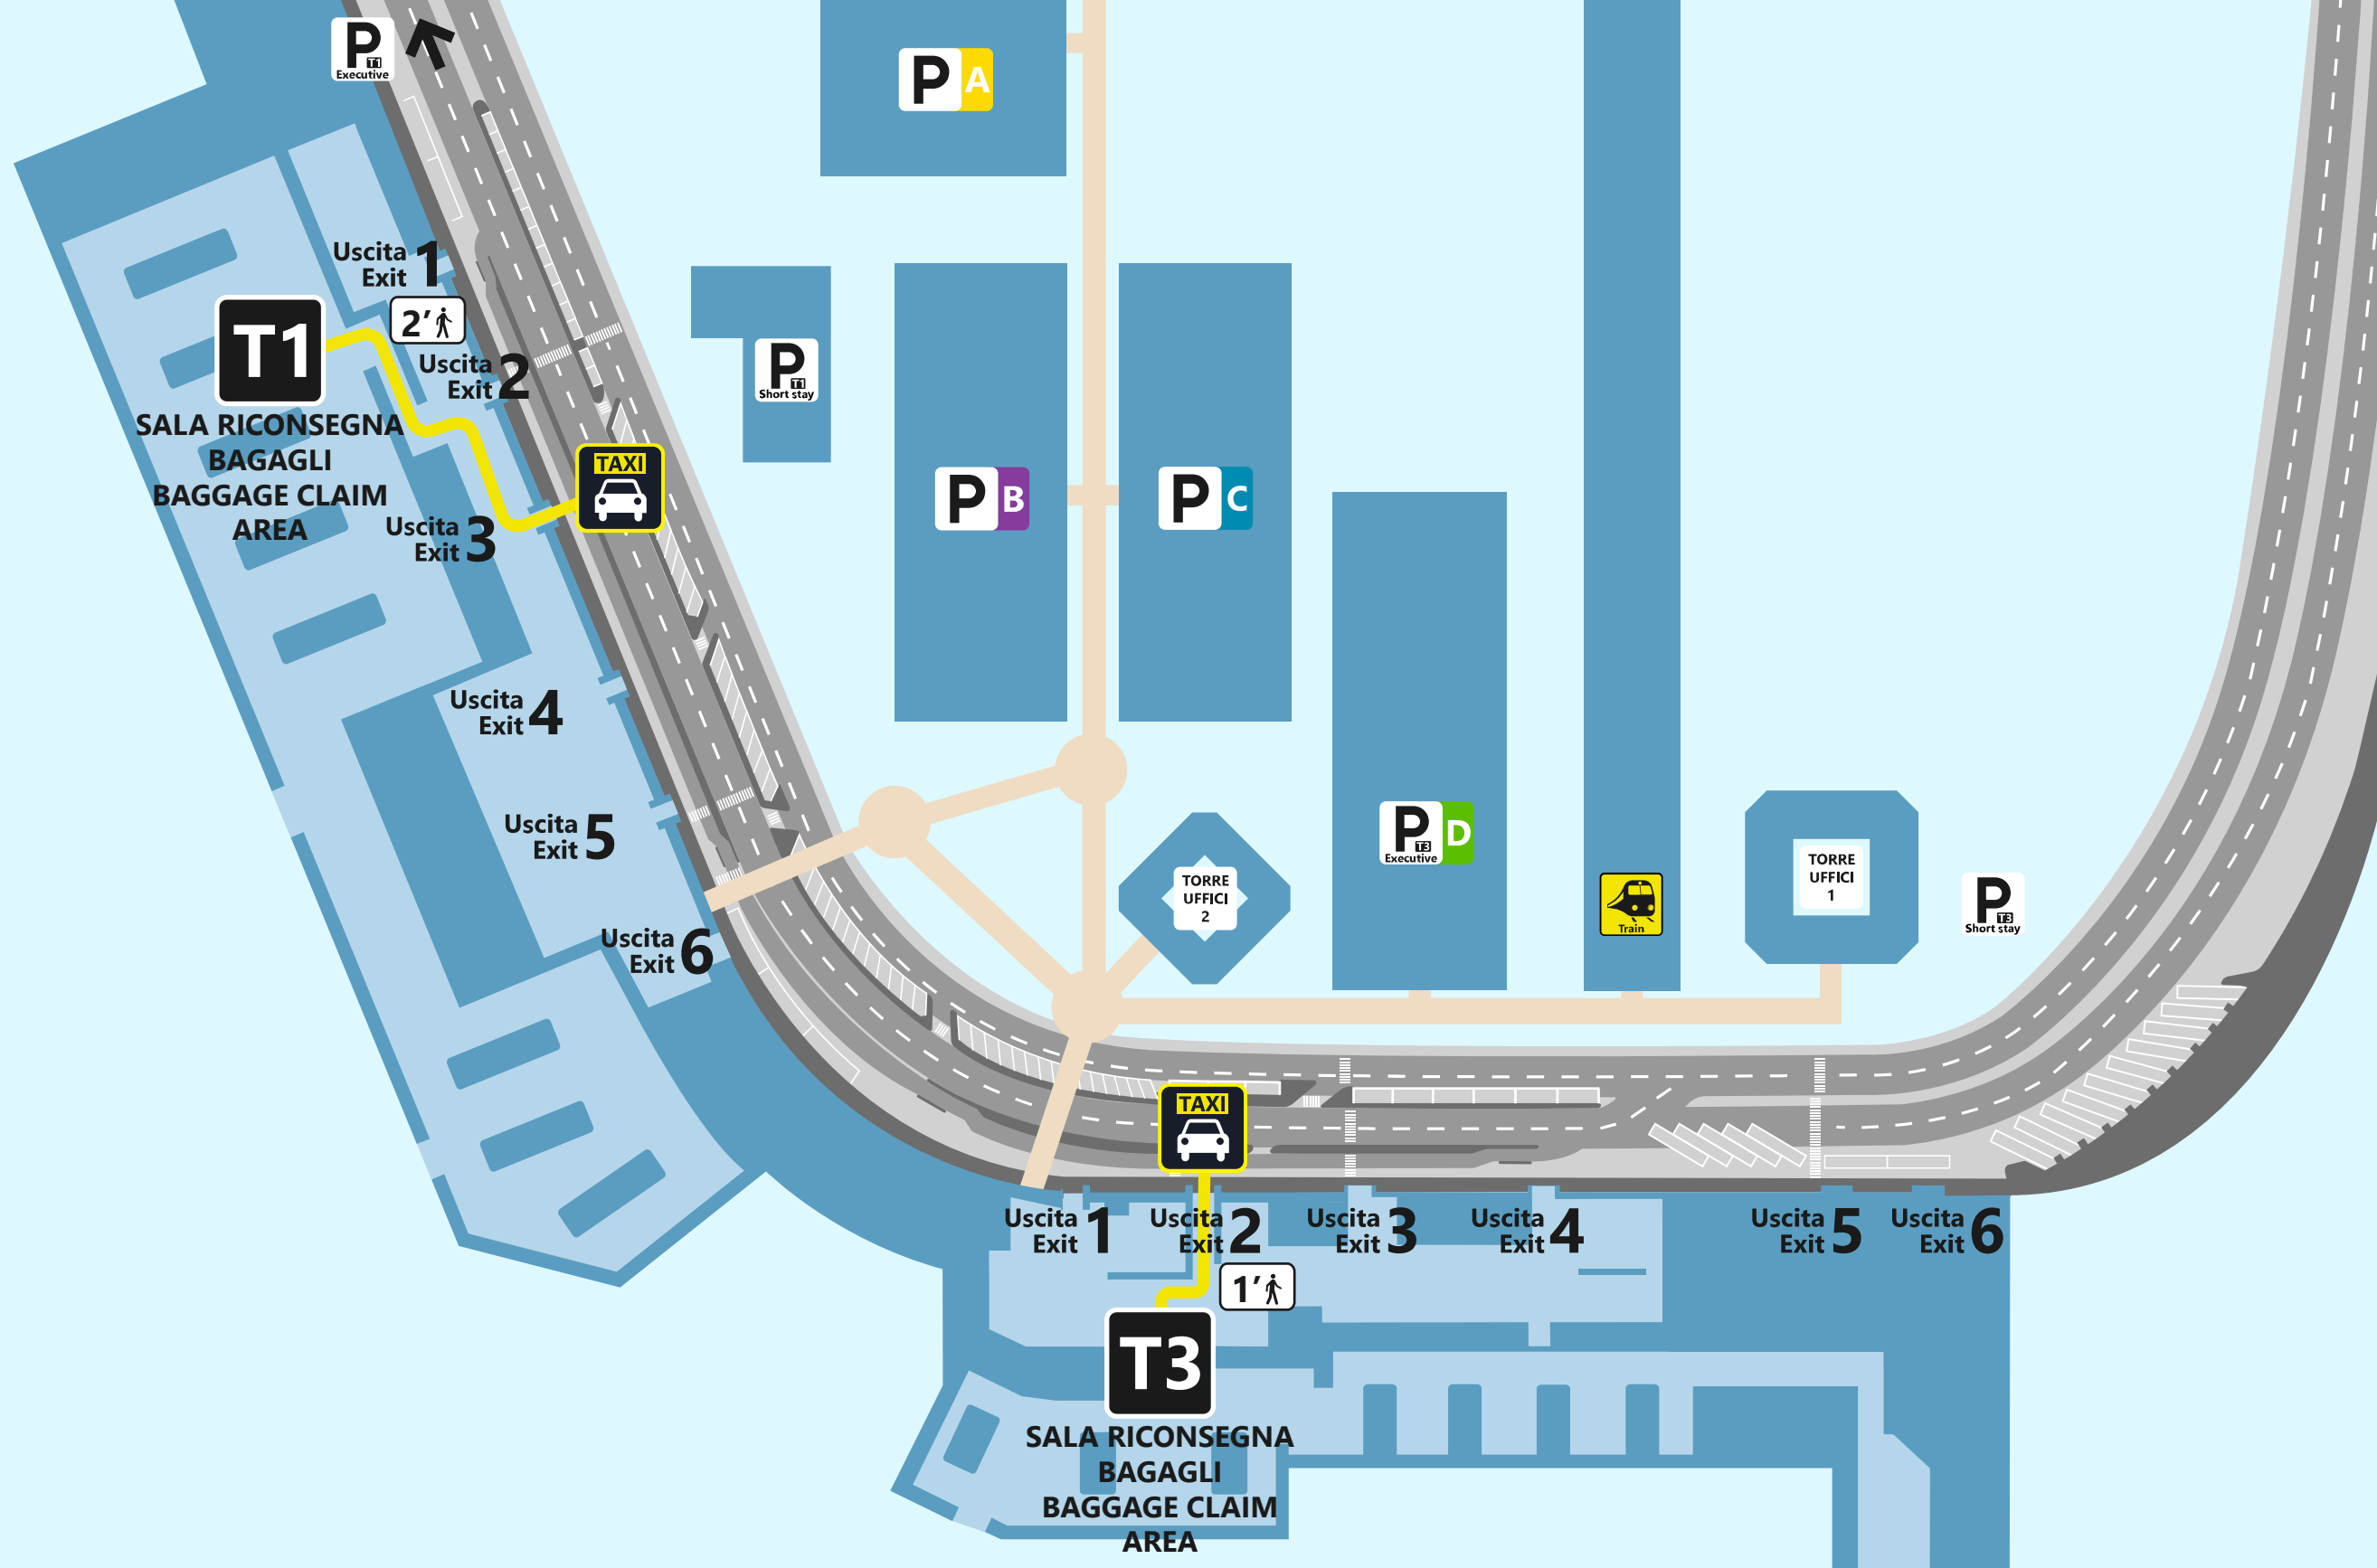 P
T1
Executive
P A
Uscita
Exit 1
2’
T1
Uscita
Exit 2
P
T1
Short stay
SALA RICONSEGNA
BAGAGLI
BAGGAGE CLAIM
AREA
TAXI
P B
P C
Uscita
Exit 3
Uscita
Exit 4
Uscita
Exit 5
P D
T3
Executive
TORRE
UFFICI
2
TORRE
UFFICI
1
Train
P
T3
Short stay
Uscita
Exit 6
TAXI
Uscita
Exit 1
Uscita
Exit 2
Uscita
Exit 3
Uscita
Exit 4
Uscita
Exit 5
Uscita
Exit 6
1’
T3
SALA RICONSEGNA
BAGAGLI
BAGGAGE CLAIM
AREA